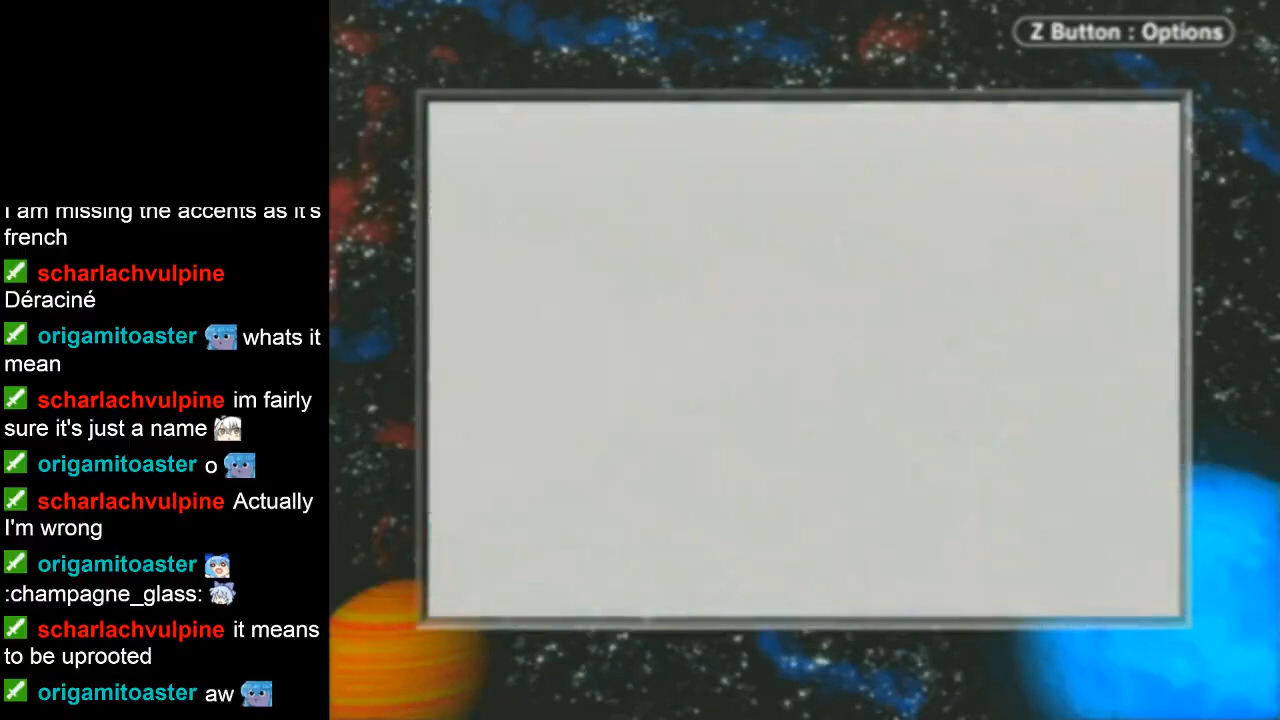 Z Button : Options
I am missing the accents as it's
french
scharlachvulpine
Déraciné
origamitoaster whats it
mean
scharlachvulpine im fairly
sure it's just a name
origamitoaster o
scharlachvulpine Actually
I'm wrong
origamitoaster
:champagne_glass:
scharlachvulpine it means
to be uprooted
origamitoaster aw